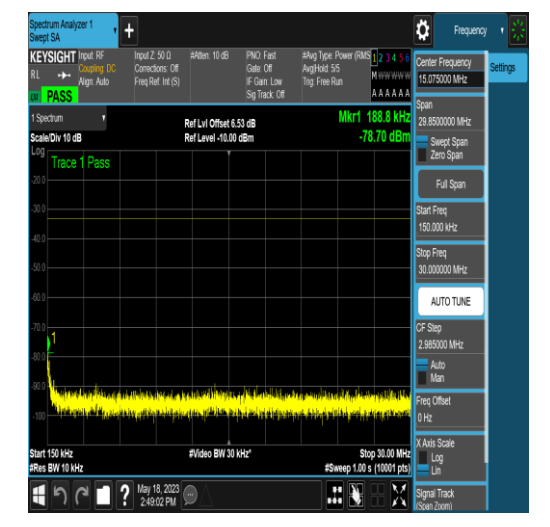 Spectrum Analyzer 1
Swept SA
Frequency
KEYSIGHT
Input: RF
Coupling: DC
Align: Auto
Input Z: 50 Ω
Corrections: Off
Freq Ref: Int (S)
#Atten: 10 dB
PNO: Fast
Gate: Off
IF Gain: Low
Sig Track: Off
#Avg Type: Power (RMS
Avg|Hold: 5/5
Trig: Free Run
1 2 3 4 5 6
M W W W W W
A A A A A A
RL
PASS
1 Spectrum
Scale/Div 10 dB
Ref Lvl Offset 6.53 dB
Ref Level -10.00 dBm
Mkr1 188.8 kHz
-78.70 dBm
Log
Trace 1 Pass
-20.0
-30.0
-40.0
-50.0
-60.0
-70.0
-80.0
-90.0
-100
1
Start 150 kHz
#Res BW 10 kHz
#Video BW 30 kHz*
Stop 30.00 MHz
#Sweep 1.00 s (10001 pts)
May 18, 2023
2:49:02 PM
Center Frequency
15.075000 MHz
Span
29.8500000 MHz
Swept Span
Zero Span
Full Span
Start Freq
150.000 kHz
Stop Freq
30.000000 MHz
AUTO TUNE
CF Step
2.985000 MHz
Auto
Man
Freq Offset
0 Hz
X Axis Scale
Log
Lin
Signal Track
(Span Zoom)
Settings